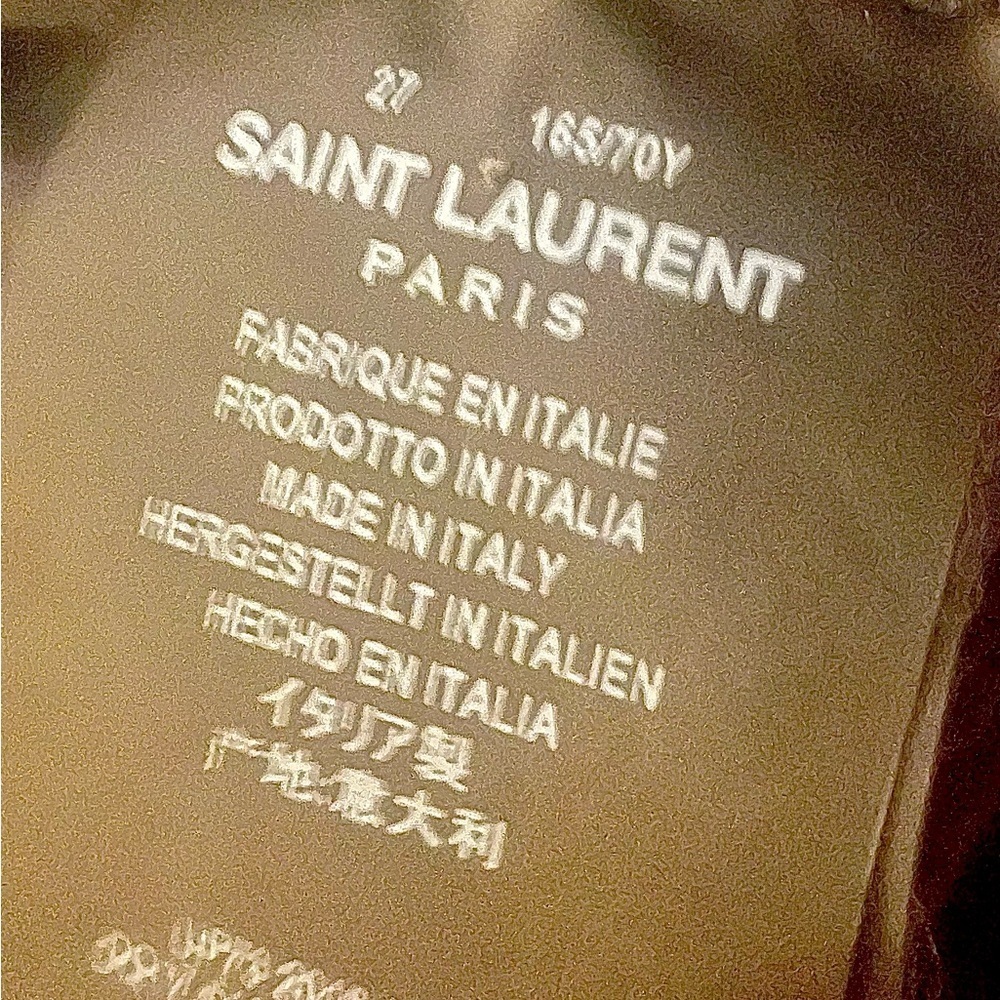 27 165/70Y
SAINT LAURENT
PARIS
FABRIQUE EN ITALIE
PRODOTTO IN ITALIA
MADE IN ITALY
HERGESTELLT IN ITALIEN
HECHO EN ITALIA
イタリア製
产地:意大利